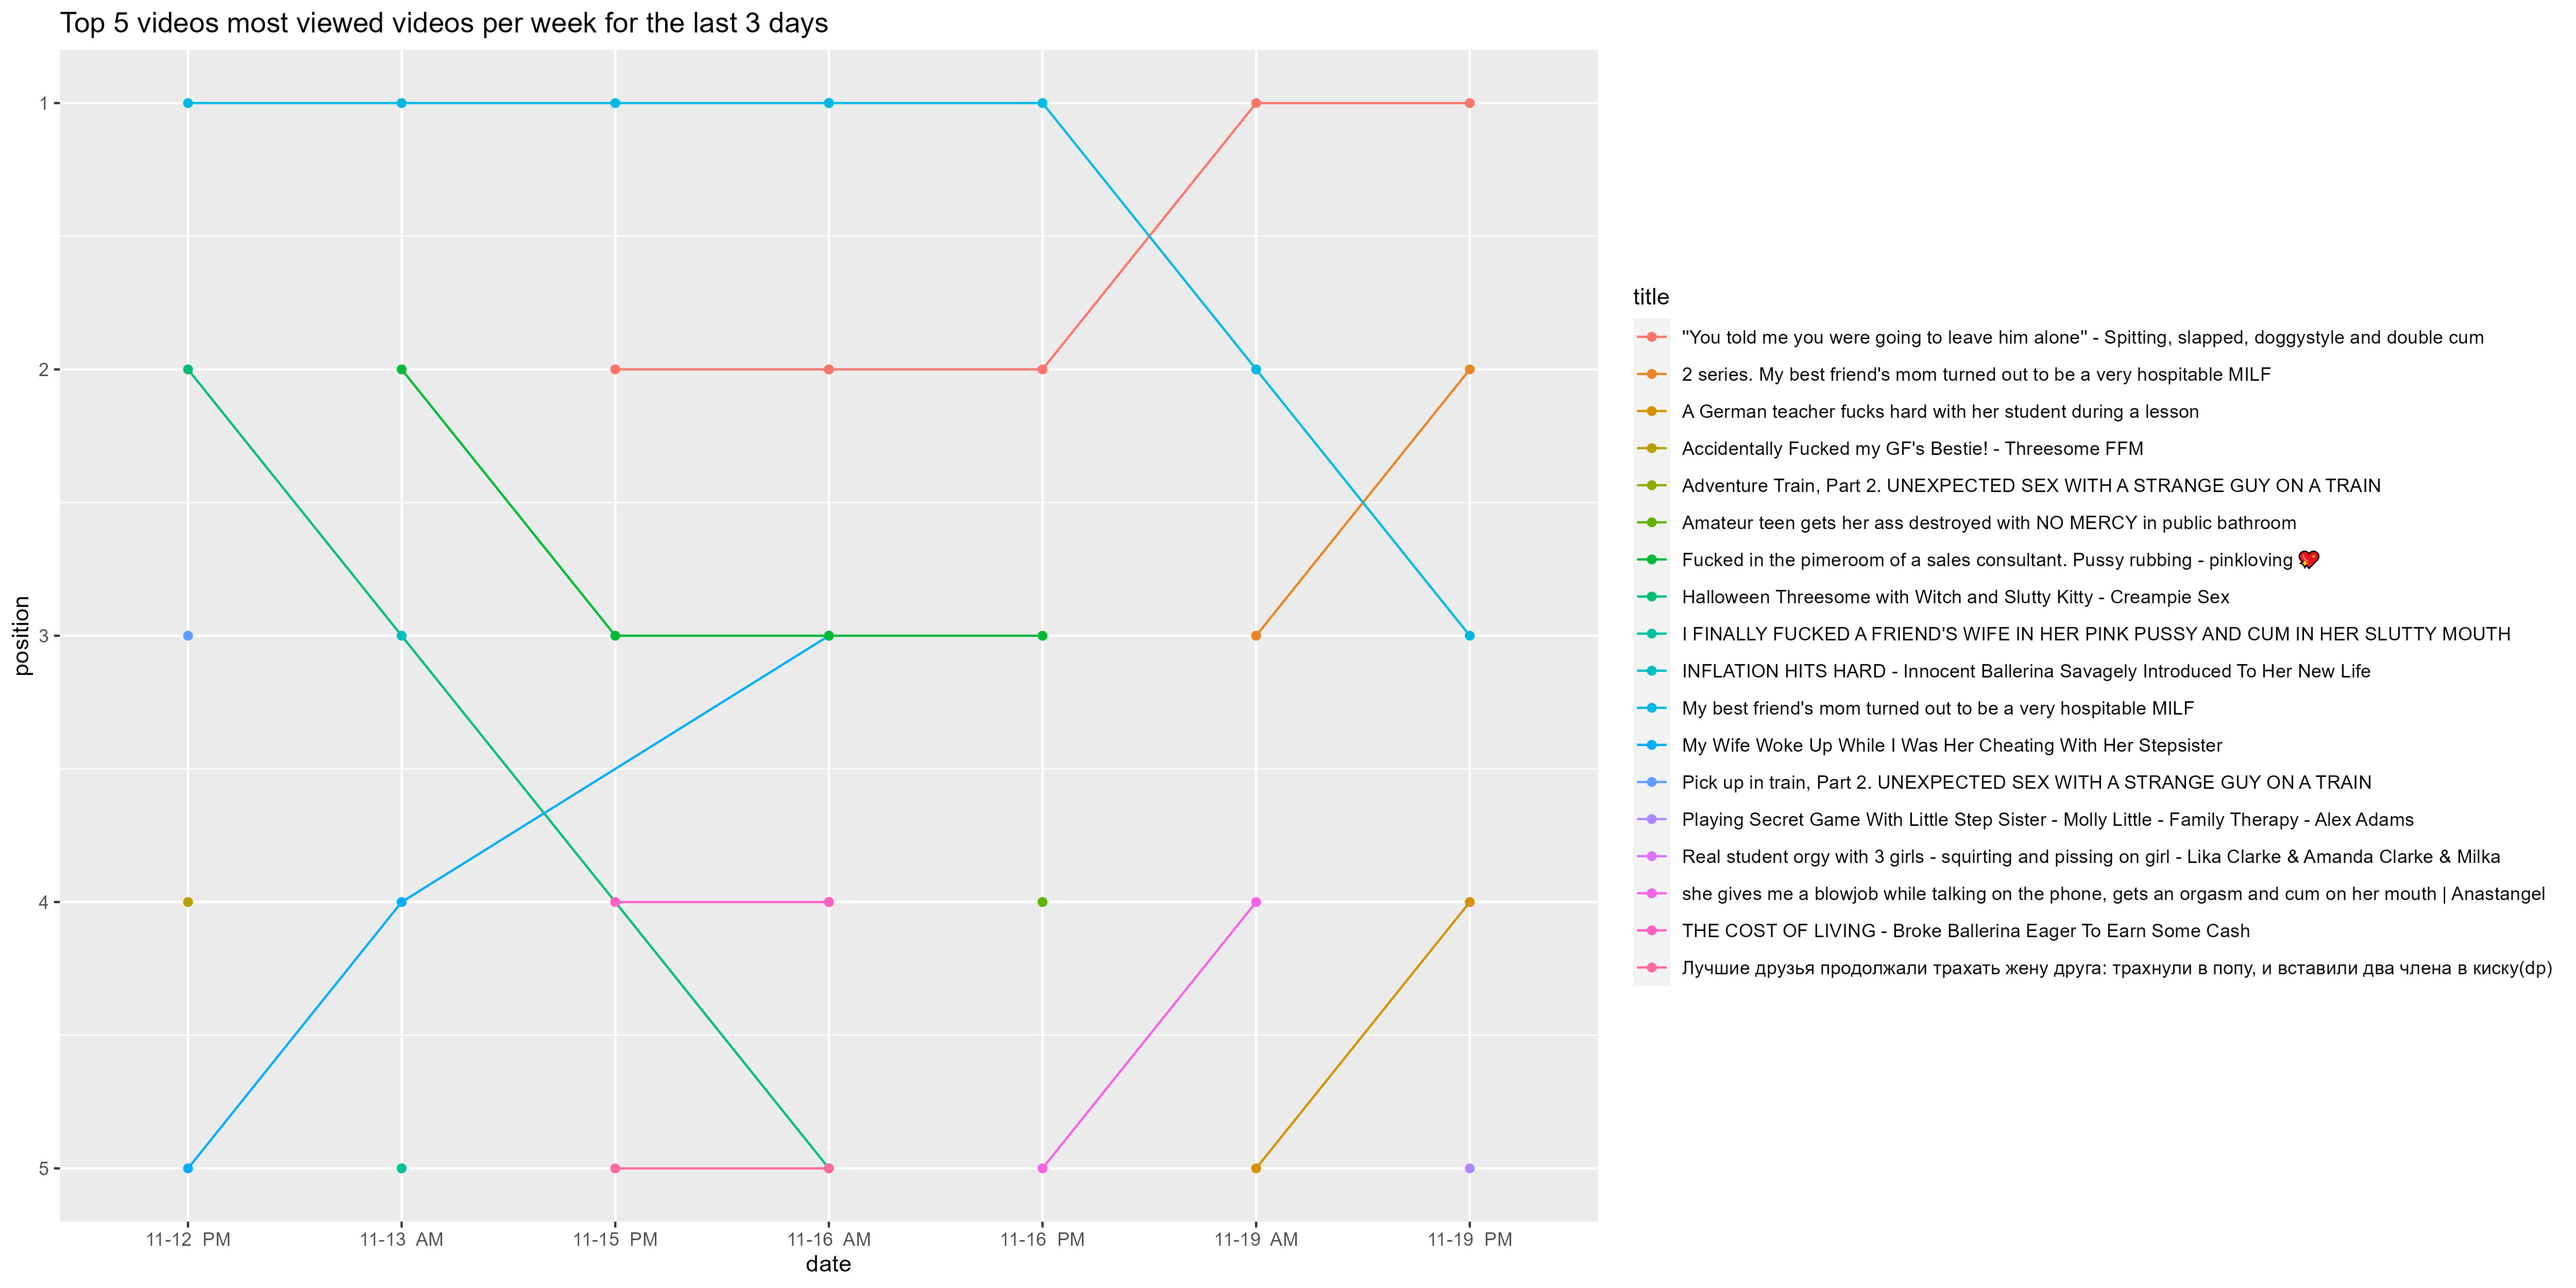 Top 5 videos most viewed videos per week for the last 3 days
position
1
2
3
4
5
11-12 PM
11-13 AM
11-15 PM
11-16 AM
11-16 PM
11-19 AM
11-19 PM
date
title
"You told me you were going to leave him alone" - Spitting, slapped, doggystyle and double cum
2 series. My best friend's mom turned out to be a very hospitable MILF
A German teacher fucks hard with her student during a lesson
Accidentally Fucked my GF's Bestie! - Threesome FFM
Adventure Train, Part 2. UNEXPECTED SEX WITH A STRANGE GUY ON A TRAIN
Amateur teen gets her ass destroyed with NO MERCY in public bathroom
Fucked in the pimeroom of a sales consultant. Pussy rubbing - pinkloving 💖
Halloween Threesome with Witch and Slutty Kitty - Creampie Sex
I FINALLY FUCKED A FRIEND'S WIFE IN HER PINK PUSSY AND CUM IN HER SLUTTY MOUTH
INFLATION HITS HARD - Innocent Ballerina Savagely Introduced To Her New Life
My best friend's mom turned out to be a very hospitable MILF
My Wife Woke Up While I Was Her Cheating With Her Stepsister
Pick up in train, Part 2. UNEXPECTED SEX WITH A STRANGE GUY ON A TRAIN
Playing Secret Game With Little Step Sister - Molly Little - Family Therapy - Alex Adams
Real student orgy with 3 girls - squirting and pissing on girl - Lika Clarke & Amanda Clarke & Milka
she gives me a blowjob while talking on the phone, gets an orgasm and cum on her mouth | Anastangel
THE COST OF LIVING - Broke Ballerina Eager To Earn Some Cash
Лучшие друзья продолжали трахать жену друга: трахнули в попу, и вставили два члена в киску(dp)